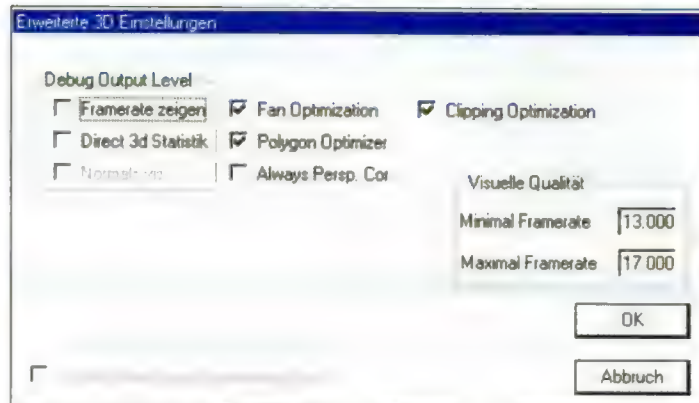 Erweiterte 3D Einstellungen
Debug Output Level
Framerate zeigen
Direct 3d Statistik
Fan Optimization
Polygon Optimizer
Always Persp. Cor
Clipping Optimization
Visuelle Qualität
Minimal Framerate 13.000
Maximal Framerate 17.000
OK
Abbruch